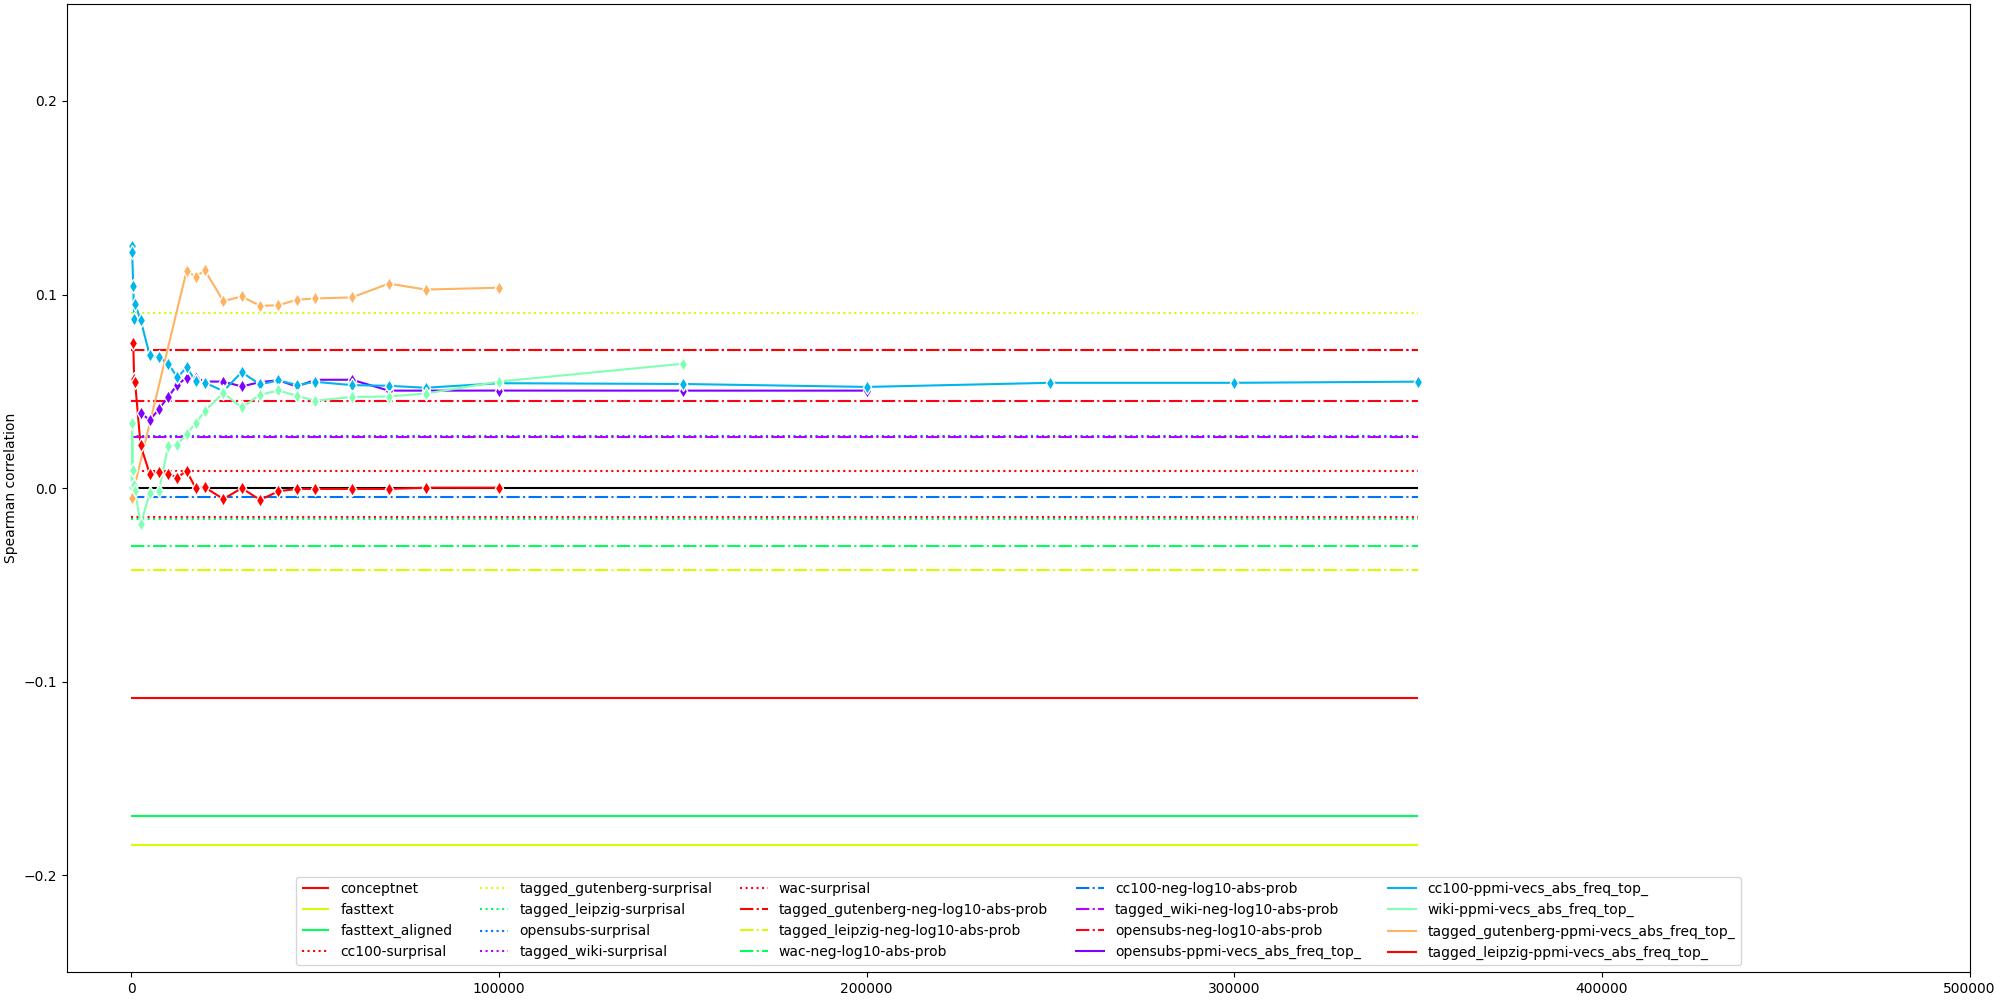 0.2
0.1
0.0
−0.1
−0.2
Spearman correlation
conceptnet
fasttext
fasttext_aligned
cc100-surprisal
tagged_gutenberg-surprisal
tagged_leipzig-surprisal
opensubs-surprisal
tagged_wiki-surprisal
wac-surprisal
tagged_gutenberg-neg-log10-abs-prob
tagged_leipzig-neg-log10-abs-prob
wac-neg-log10-abs-prob
cc100-neg-log10-abs-prob
tagged_wiki-neg-log10-abs-prob
opensubs-neg-log10-abs-prob
opensubs-ppmi-vecs_abs_freq_top_
cc100-ppmi-vecs_abs_freq_top_
wiki-ppmi-vecs_abs_freq_top_
tagged_gutenberg-ppmi-vecs_abs_freq_top_
tagged_leipzig-ppmi-vecs_abs_freq_top_
0 100000 200000 300000 400000 500000